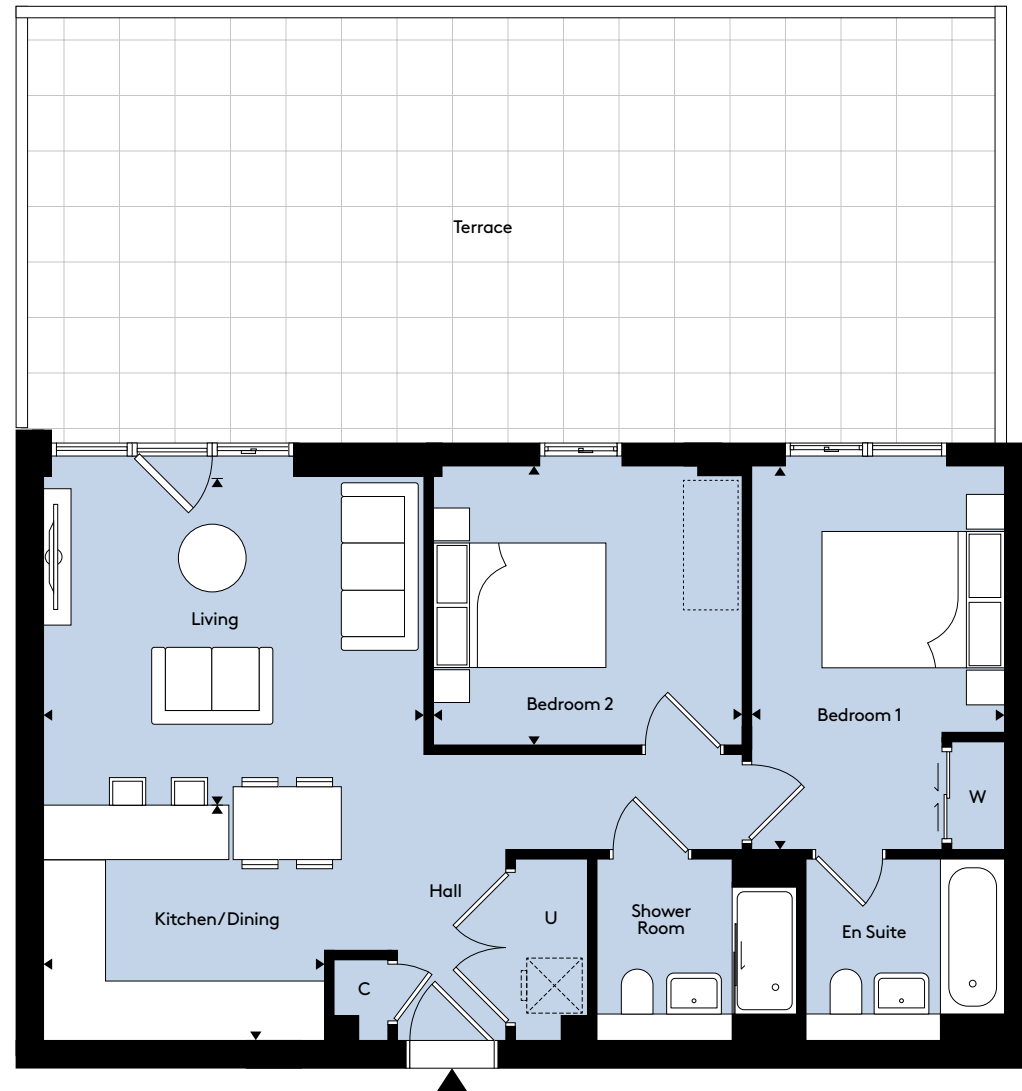 Terrace
Living
Bedroom 2
Bedroom 1
W
Hall
U
Kitchen/Dining
Shower
Room
En Suite
C